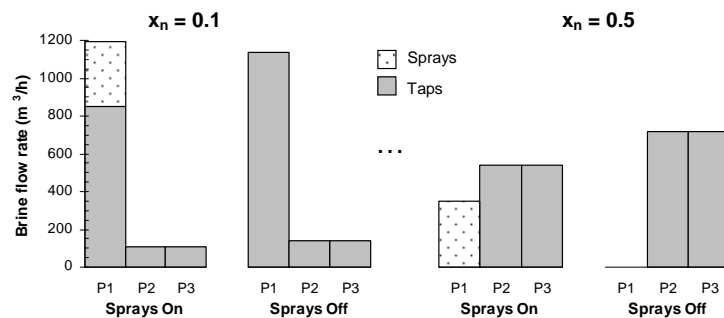 xₙ = 0.1
xₙ = 0.5
Brine flow rate (m³/h)
1200
1000
800
600
400
200
0
Sprays
Taps
...
P1 P2 P3 P1 P2 P3 P1 P2 P3 P1 P2 P3
Sprays On Sprays Off Sprays On Sprays Off